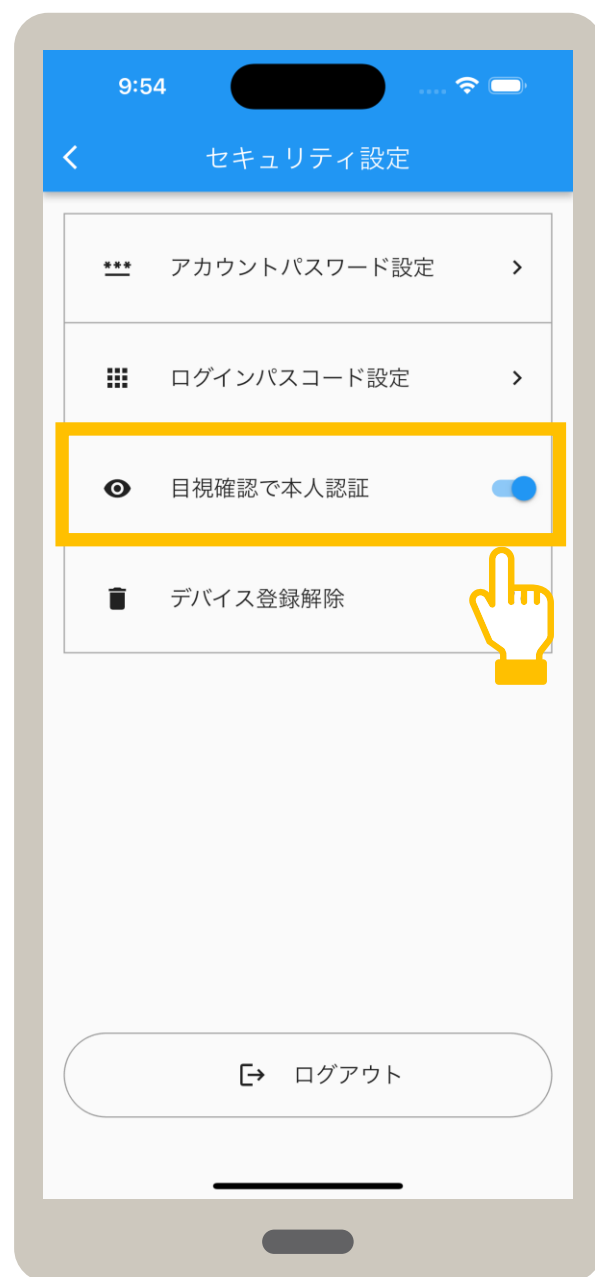 9:54
セキュリティ設定
アカウントパスワード設定
ログインパスコード設定
目視確認で本人認証
デバイス登録解除
ログアウト